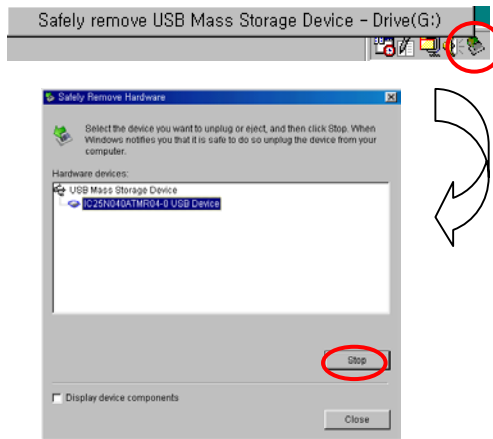 Safely remove USB Mass Storage Device - Drive(G:)
Safely Remove Hardware
Select the device you want to unplug or eject, and then click Stop. When
Windows notifies you that it is safe to do so unplug the device from your
computer.
Hardware devices:
USB Mass Storage Device
IC25N040ATMR04-0 USB Device
Stop
Display device components
Close